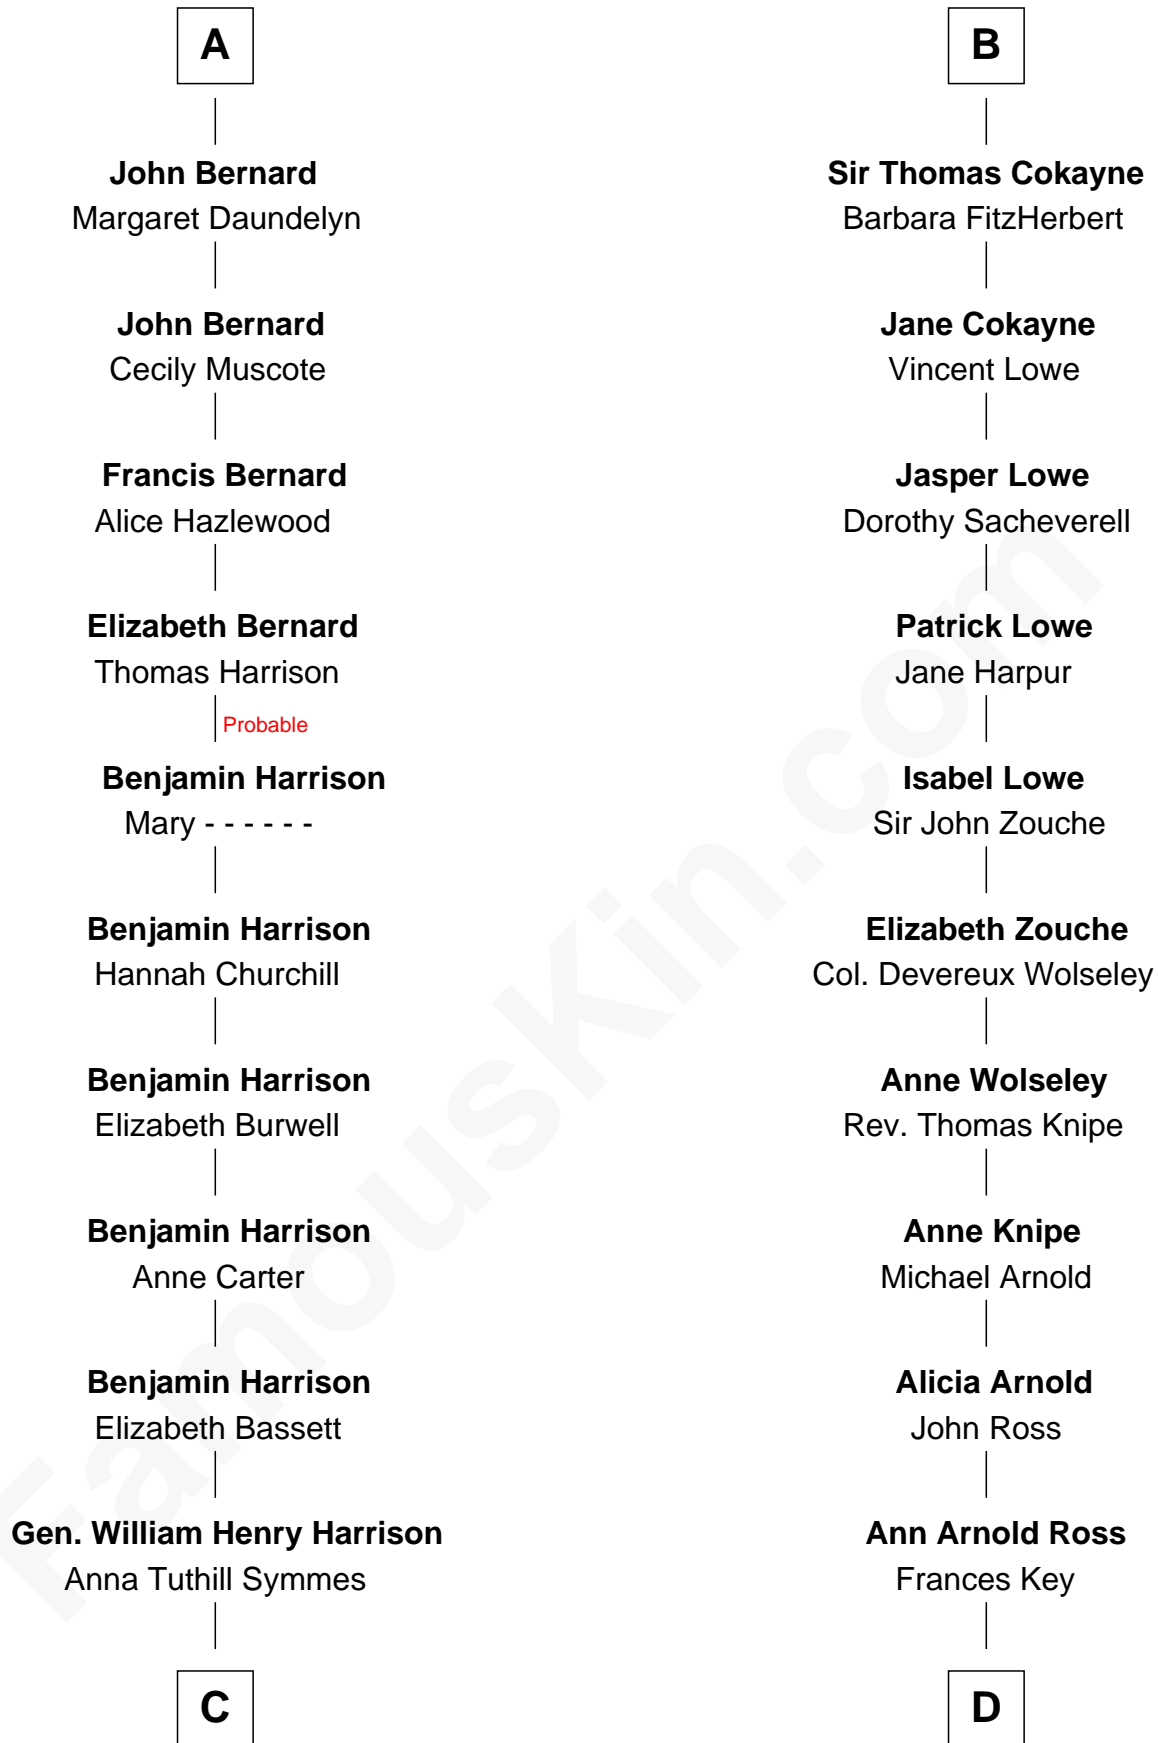 A
John Bernard
Margaret Daundelyn
John Bernard
Cecily Muscote
Francis Bernard
Alice Hazlewood
Elizabeth Bernard
Thomas Harrison
Probable
Benjamin Harrison
Mary - - - - - -
Benjamin Harrison
Hannah Churchill
Benjamin Harrison
Elizabeth Burwell
Benjamin Harrison
Anne Carter
Benjamin Harrison
Elizabeth Bassett
Gen. William Henry Harrison
Anna Tuthill Symmes
C
B
Sir Thomas Cokayne
Barbara FitzHerbert
Jane Cokayne
Vincent Lowe
Jasper Lowe
Dorothy Sacheverell
Patrick Lowe
Jane Harpur
Isabel Lowe
Sir John Zouche
Elizabeth Zouche
Col. Devereux Wolseley
Anne Wolseley
Rev. Thomas Knipe
Anne Knipe
Michael Arnold
Alicia Arnold
John Ross
Ann Arnold Ross
Frances Key
D
FamousKin.com